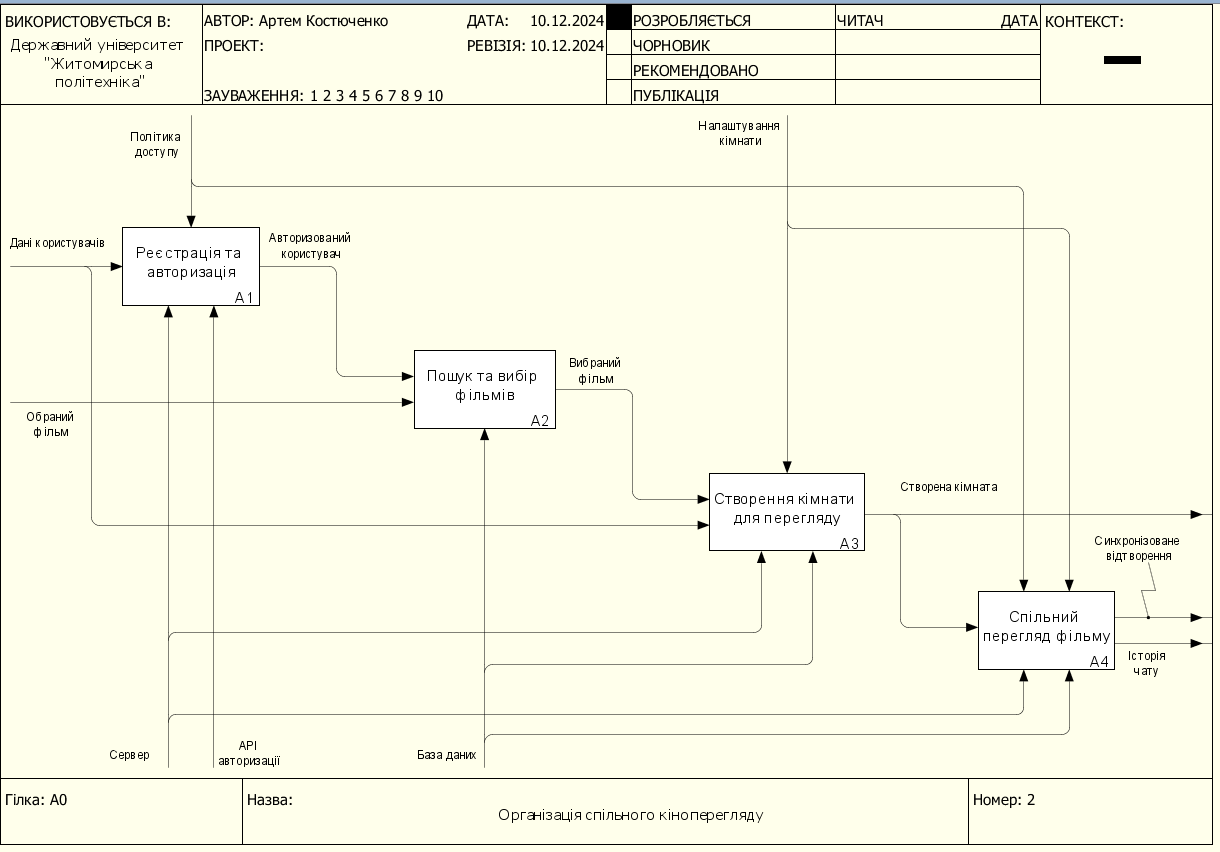 ВИКОРИСТОВУЄТЬСЯ В:
Державний університет
"Житомирська
політехніка"
АВТОР: Артем Костюченко
ДАТА: 10.12.2024
ПРОЕКТ:
РЕВІЗІЯ: 10.12.2024
ЗАУВАЖЕННЯ: 1 2 3 4 5 6 7 8 9 10
РОЗРОБЛЯЄТЬСЯ
ЧОРНОВИК
РЕКОМЕНДОВАНО
ПУБЛІКАЦІЯ
ЧИТАЧ
ДАТА
КОНТЕКСТ:
Політика
доступу
Налаштування
кімнати
Дані користувачів
Реєстрація та
авторизація
A1
Авторизований
користувач
Обраний
фільм
Пошук та вибір
фільмів
A2
Вибраний
фільм
Створення кімнати
для перегляду
A3
Створена кімната
Синхронізоване
відтворення
Спільний
перегляд фільму
A4
Історія
чату
Сервер
API
авторизації
База даних
Гілка: A0
Назва:
Організація спільного кіноперегляду
Номер: 2